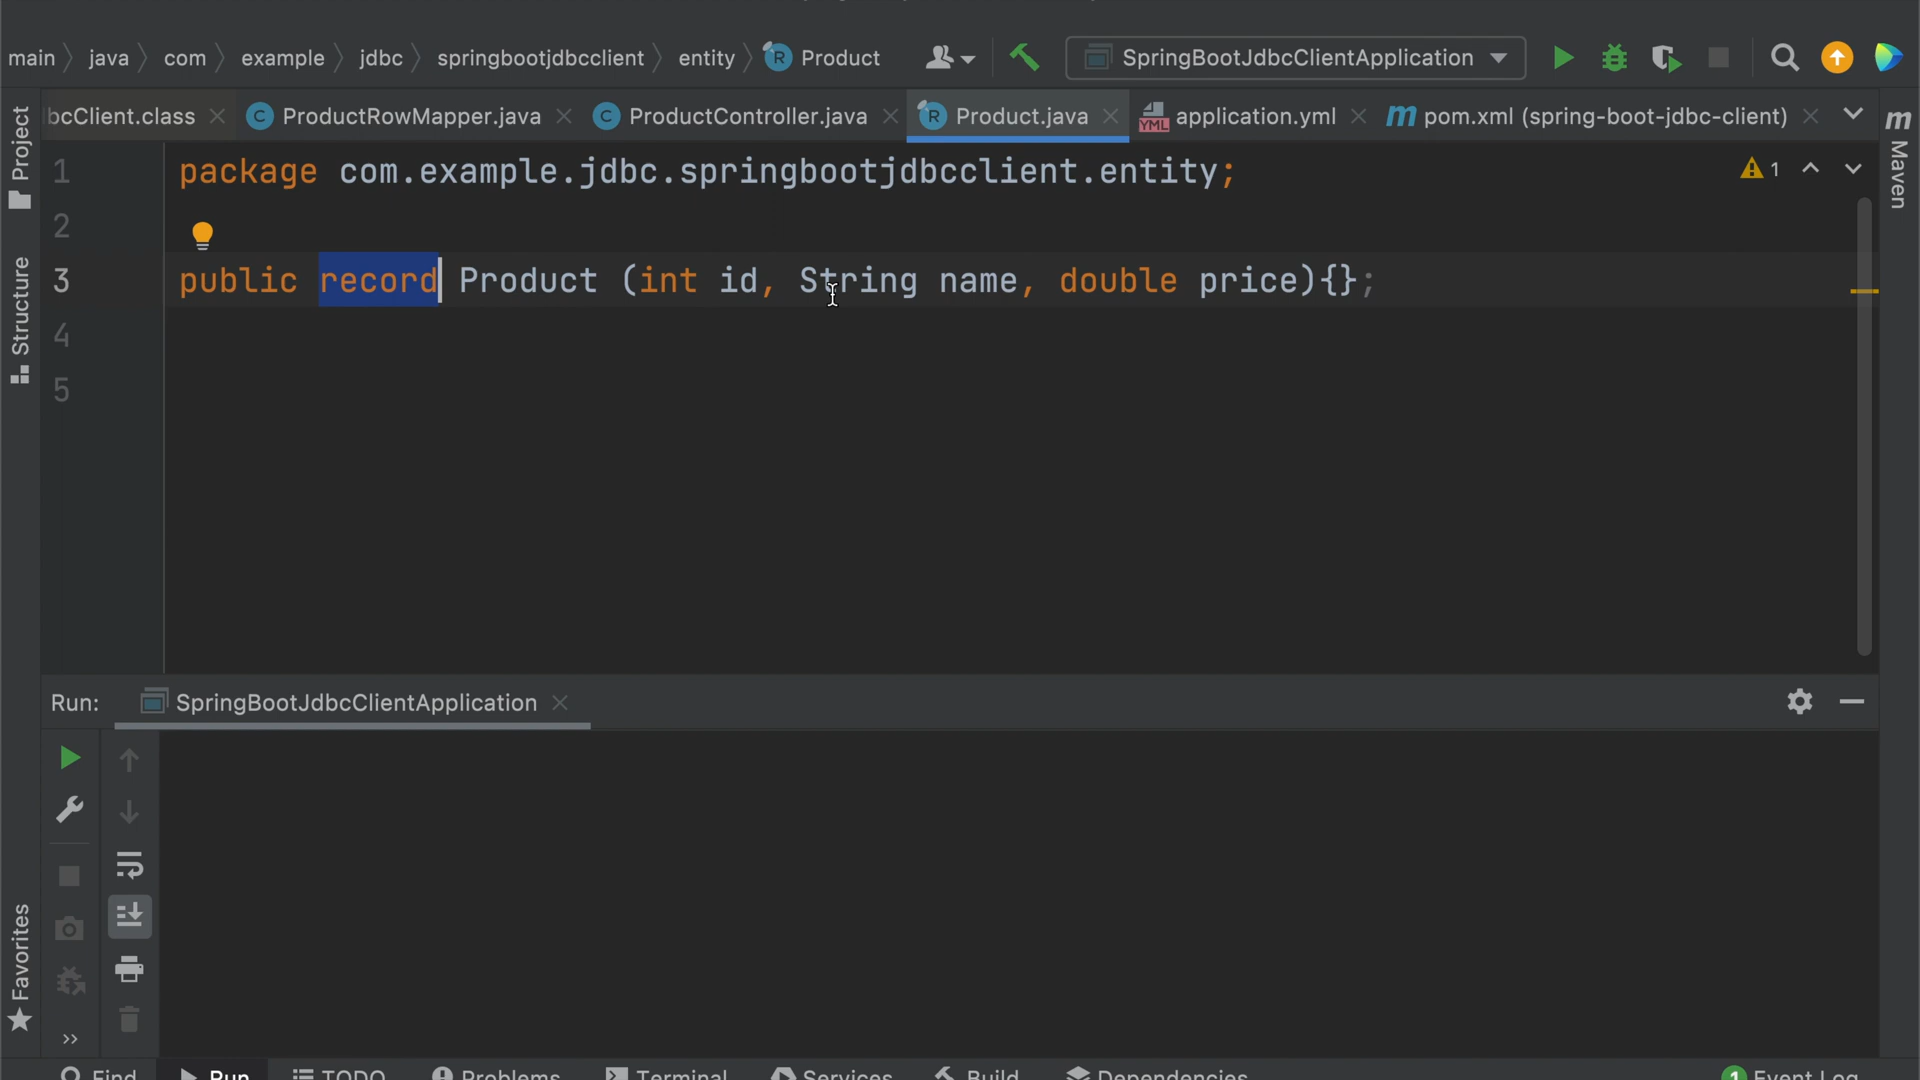 main java com example jdbc springbootjdbcclient entity Product SpringBootJdbcClientApplication
bcClient.class ProductRowMapper.java ProductController.java Product.java application.yml pom.xml (spring-boot-jdbc-client)
Project
Structure
Favorites
Maven
1 package com.example.jdbc.springbootjdbcclient.entity; 1
2
3 public record Product (int id, String name, double price){};
4
5
Run: SpringBootJdbcClientApplication
Find Run TODO Problems Terminal Services Build Dependencies 1 Event Log